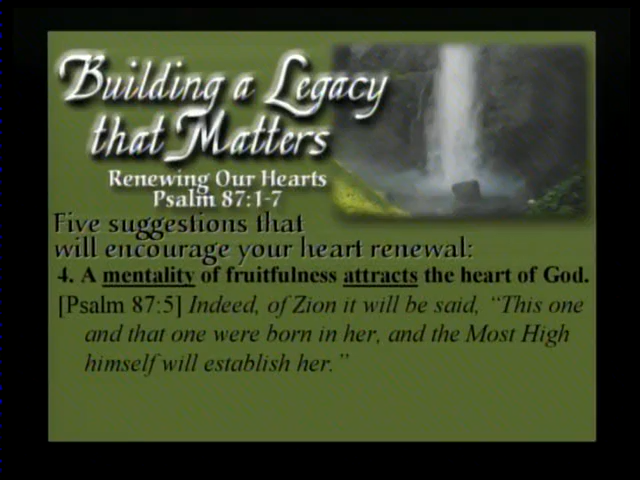 Building a Legacy
that Matters
Renewing Our Hearts
Psalm 87:1-7
Five suggestions that
will encourage your heart renewal:
4. A mentality of fruitfulness attracts the heart of God.
[Psalm 87:5] Indeed, of Zion it will be said, “This one
and that one were born in her, and the Most High
himself will establish her.”